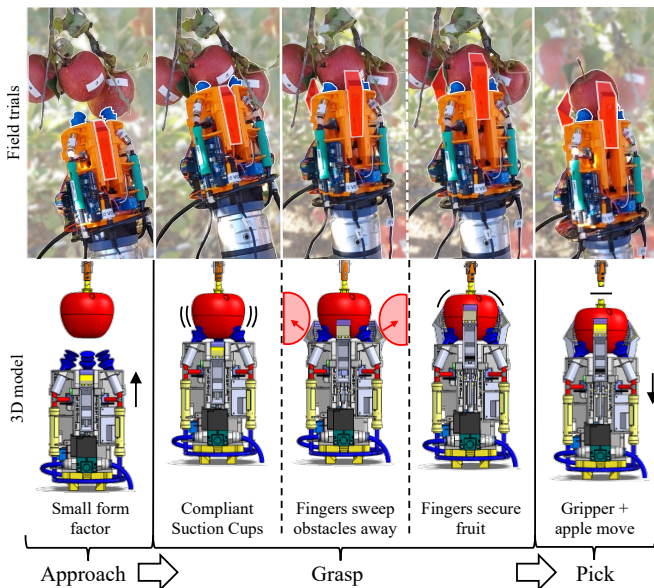 Field trials
3D model
Small form
factor
Compliant
Suction Cups
Fingers sweep
obstacles away
Fingers secure
fruit
Gripper +
apple move
Approach
Grasp
Pick